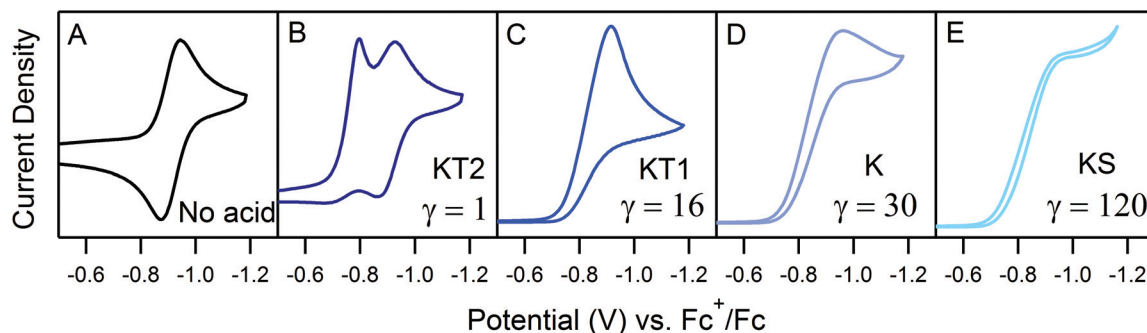 A B C D E
Current Density
No acid
KT2
γ = 1
KT1
γ = 16
K
γ = 30
KS
γ = 120
-0.6 -0.8 -1.0 -1.2 -0.6 -0.8 -1.0 -1.2 -0.6 -0.8 -1.0 -1.2 -0.6 -0.8 -1.0 -1.2 -0.6 -0.8 -1.0 -1.2
Potential (V) vs. Fc⁺/Fc